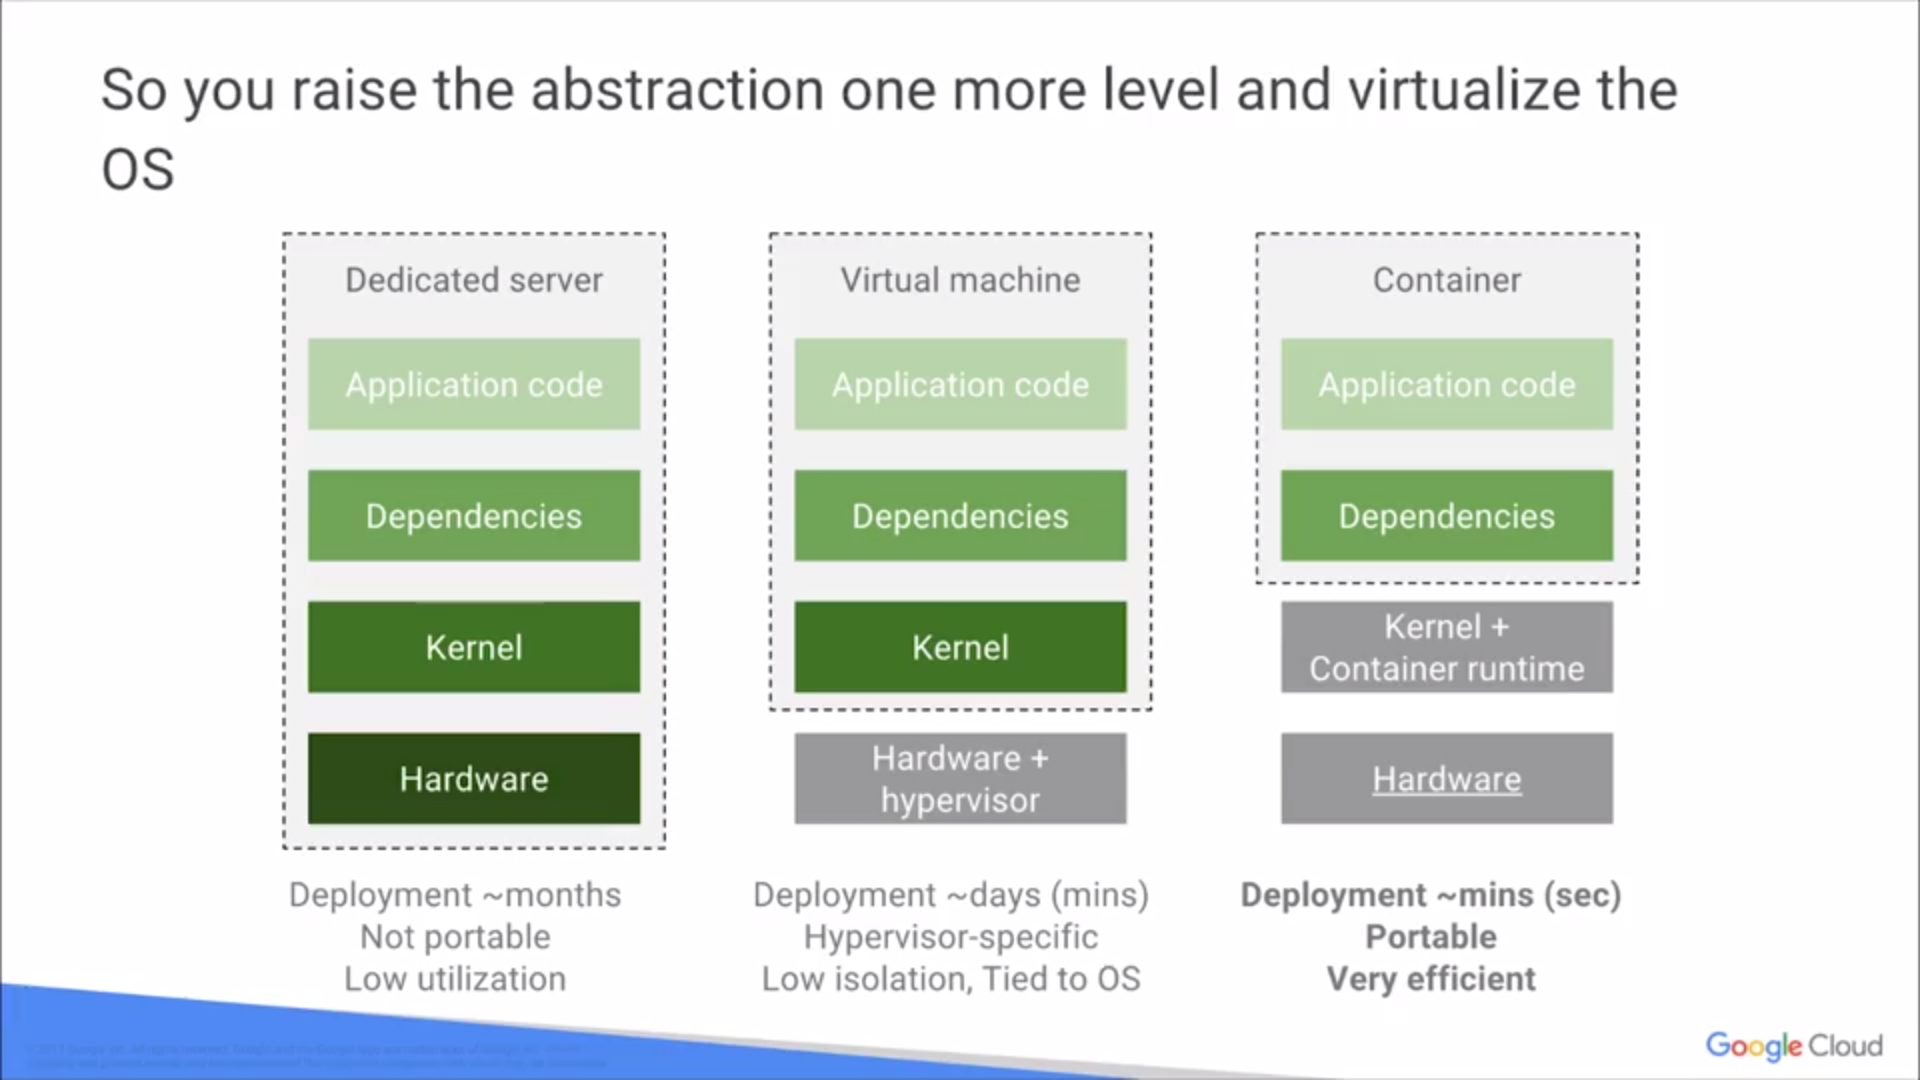 So you raise the abstraction one more level and virtualize the
OS
Dedicated server
Application code
Dependencies
Kernel
Hardware
Deployment ~months
Not portable
Low utilization
Virtual machine
Application code
Dependencies
Kernel
Hardware +
hypervisor
Deployment ~days (mins)
Hypervisor-specific
Low isolation, Tied to OS
Container
Application code
Dependencies
Kernel +
Container runtime
Hardware
Deployment ~mins (sec)
Portable
Very efficient
Google Cloud